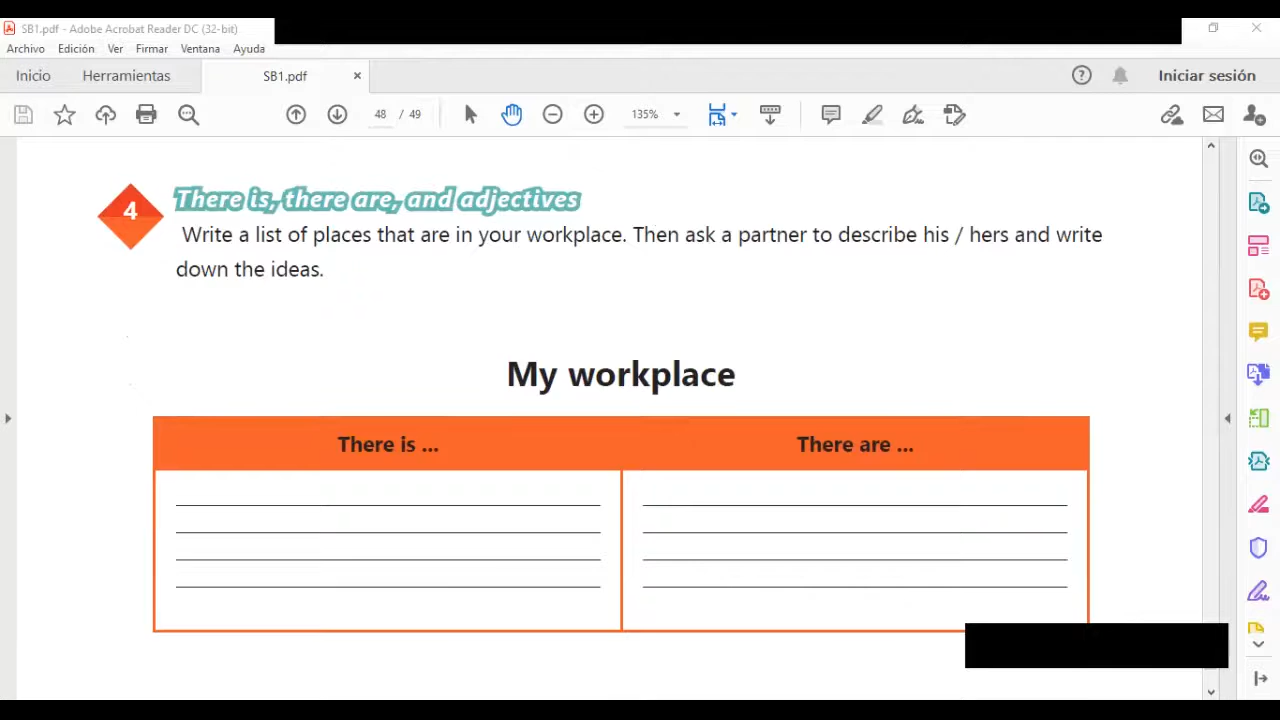 SB1.pdf - Adobe Acrobat Reader DC (32-bit)
Archivo Edición Ver Firmar Ventana Ayuda
Inicio Herramientas SB1.pdf × Iniciar sesión
48 / 49 135%
4
There is, there are, and adjectives
Write a list of places that are in your workplace. Then ask a partner to describe his / hers and write
down the ideas.
My workplace
There is ... There are ...